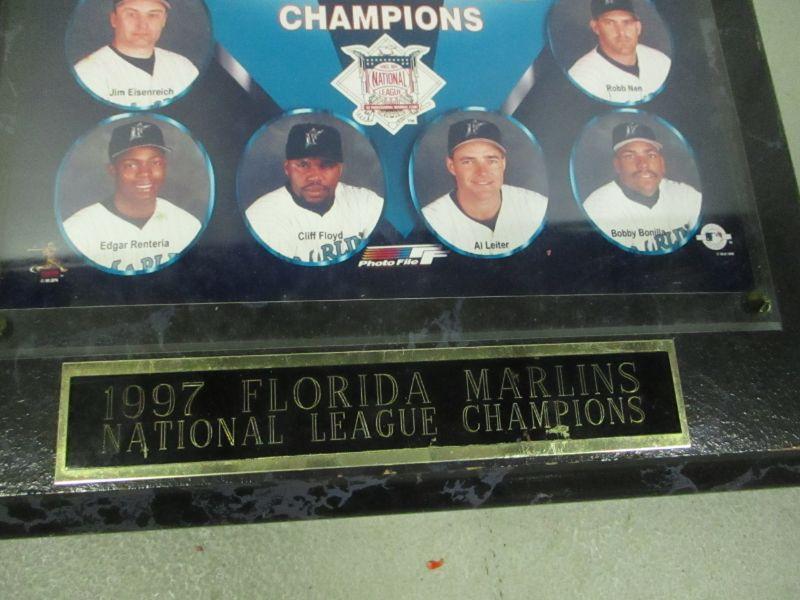 CHAMPIONS
Jim Eisenreich
NATIONAL
LEAGUE
Robb Nen
Edgar Renteria
Cliff Floyd
Al Leiter
Bobby Bonilla
Photo File
1997 FLORIDA MARLINS
NATIONAL LEAGUE CHAMPIONS